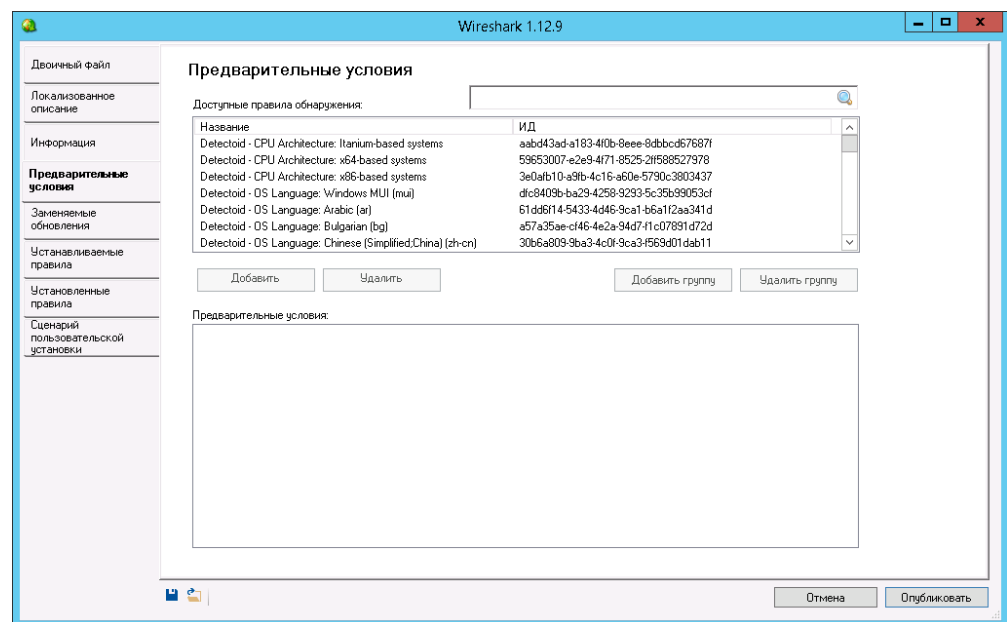 Wireshark 1.12.9
Двоичный файл
Локализованное
описание
Информация
Предварительные
условия
Заменяемые
обновления
Устанавливаемые
правила
Установленные
правила
Сценарий
пользовательской
установки
Предварительные условия
Доступные правила обнаружения:
Название ИД
Detectoid - CPU Architecture: Itanium-based systems aabd43ad-a183-4f0b-8eee-8dbbcd67687f
Detectoid - CPU Architecture: x64-based systems 59653007-e2e9-4f71-8525-2ff588527978
Detectoid - CPU Architecture: x86-based systems 3e0afb10-a9fb-4c16-a60e-5790c3803437
Detectoid - OS Language: Windows MUI (mui) dfc8409b-ba29-4258-9293-5c35b99053cf
Detectoid - OS Language: Arabic (ar) 61dd6f14-5433-4d46-9ca1-b6a1f2aa341d
Detectoid - OS Language: Bulgarian (bg) a57a35ae-cf46-4e2a-94d7-f1c07891d72d
Detectoid - OS Language: Chinese (Simplified;China) (zh-cn) 30b6a809-9ba3-4c0f-9ca3-f569d01dab11
Добавить Удалить Добавить группу Удалить группу
Предварительные условия:
Отмена Опубликовать